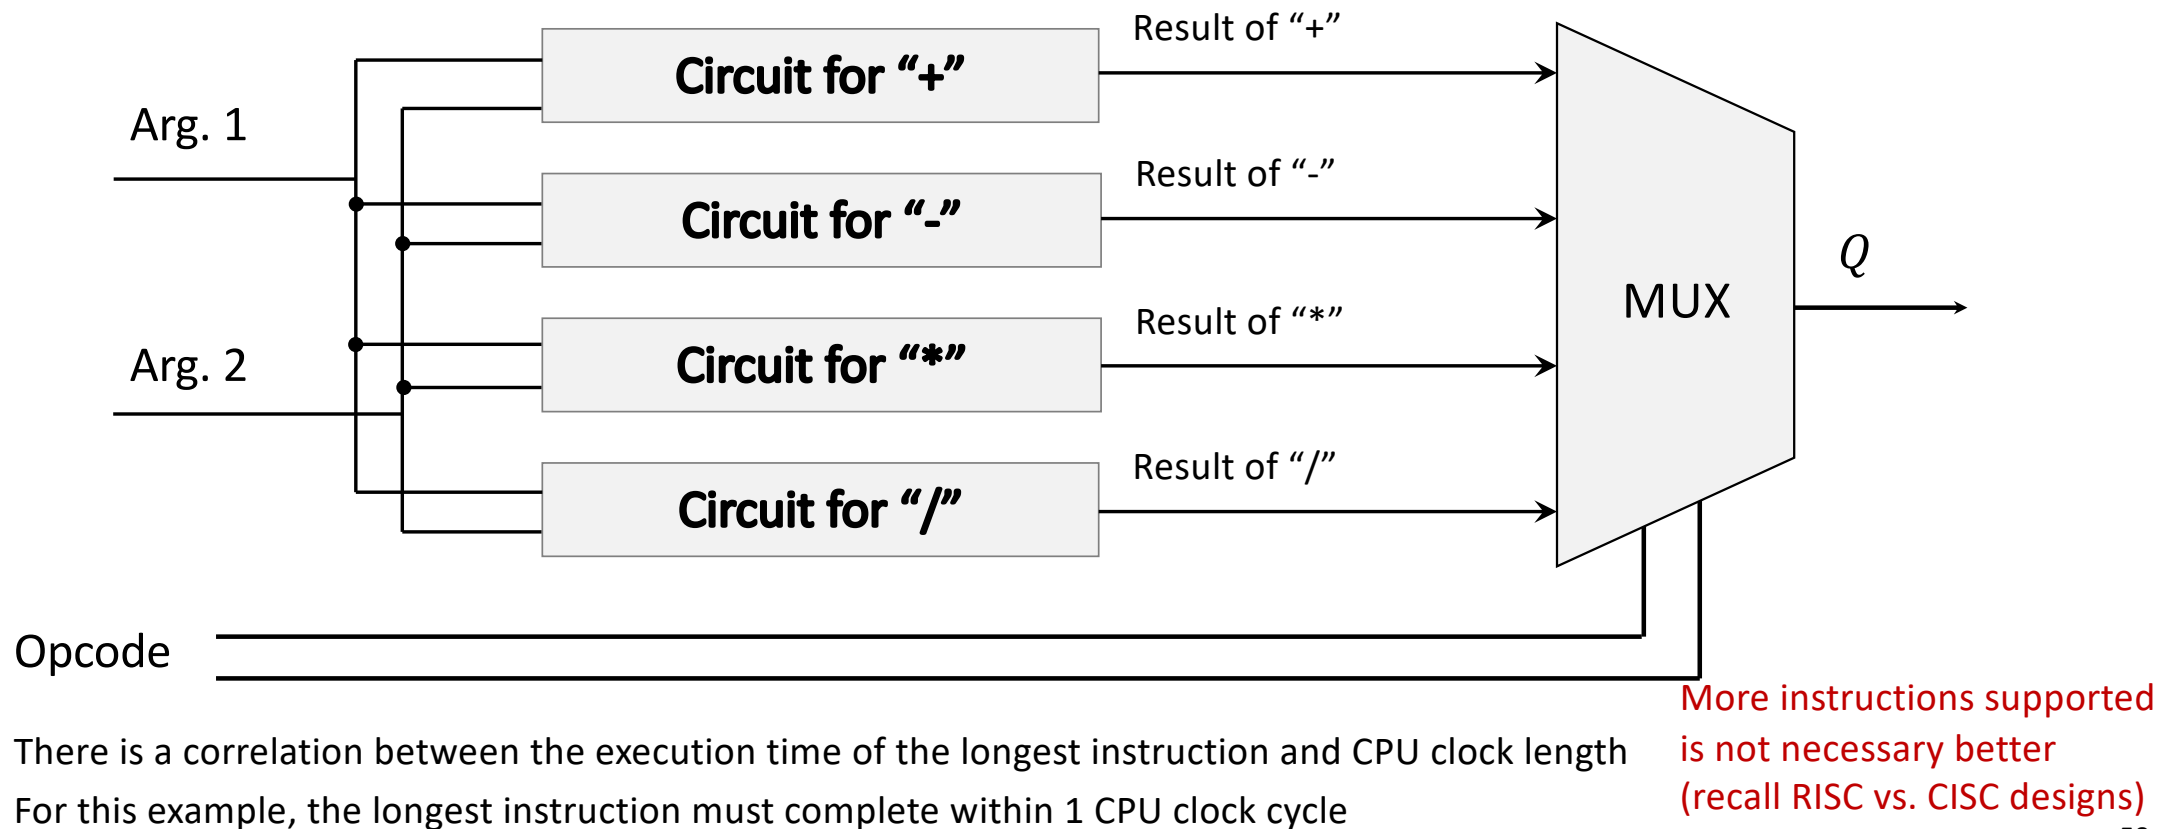 Result of “+”
Circuit for “+”
Arg. 1
Result of “-”
Circuit for “-”
Q
MUX
Result of “*”
Circuit for “*”
Arg. 2
Result of “/”
Circuit for “/”
Opcode
More instructions supported
is not necessary better
(recall RISC vs. CISC designs)
There is a correlation between the execution time of the longest instruction and CPU clock length
For this example, the longest instruction must complete within 1 CPU clock cycle